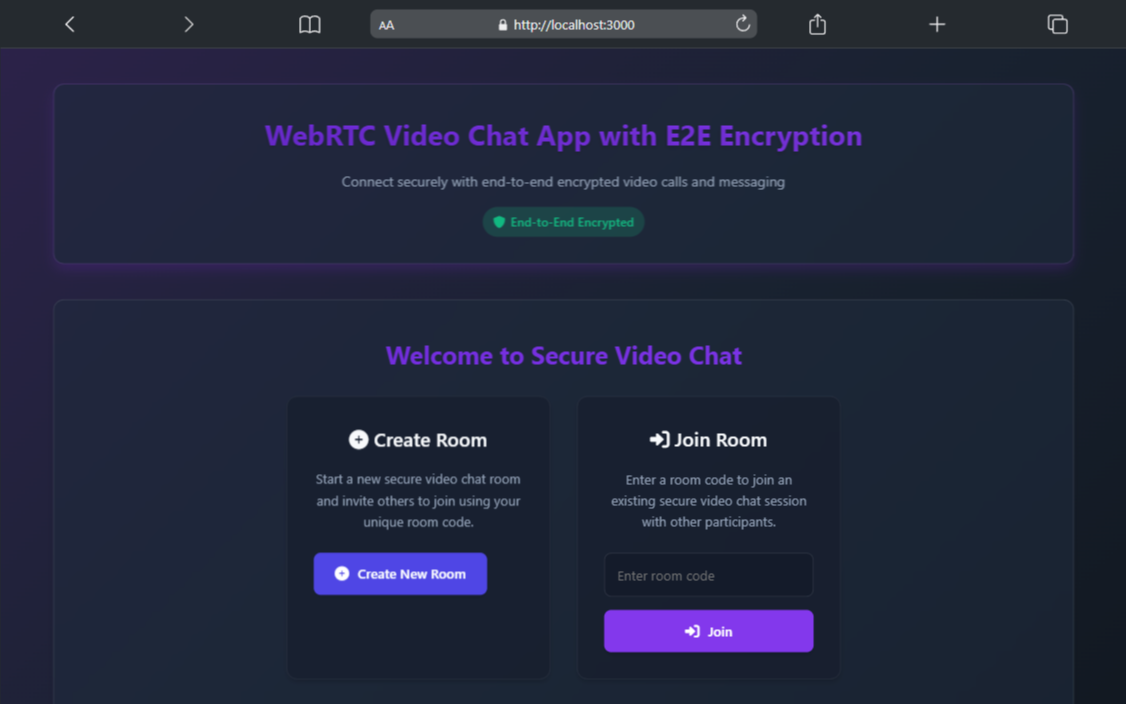 AA
http://localhost:3000
WebRTC Video Chat App with E2E Encryption
Connect securely with end-to-end encrypted video calls and messaging
End-to-End Encrypted
Welcome to Secure Video Chat
Create Room
Start a new secure video chat room
and invite others to join using your
unique room code.
Create New Room
Join Room
Enter a room code to join an
existing secure video chat session
with other participants.
Enter room code
Join